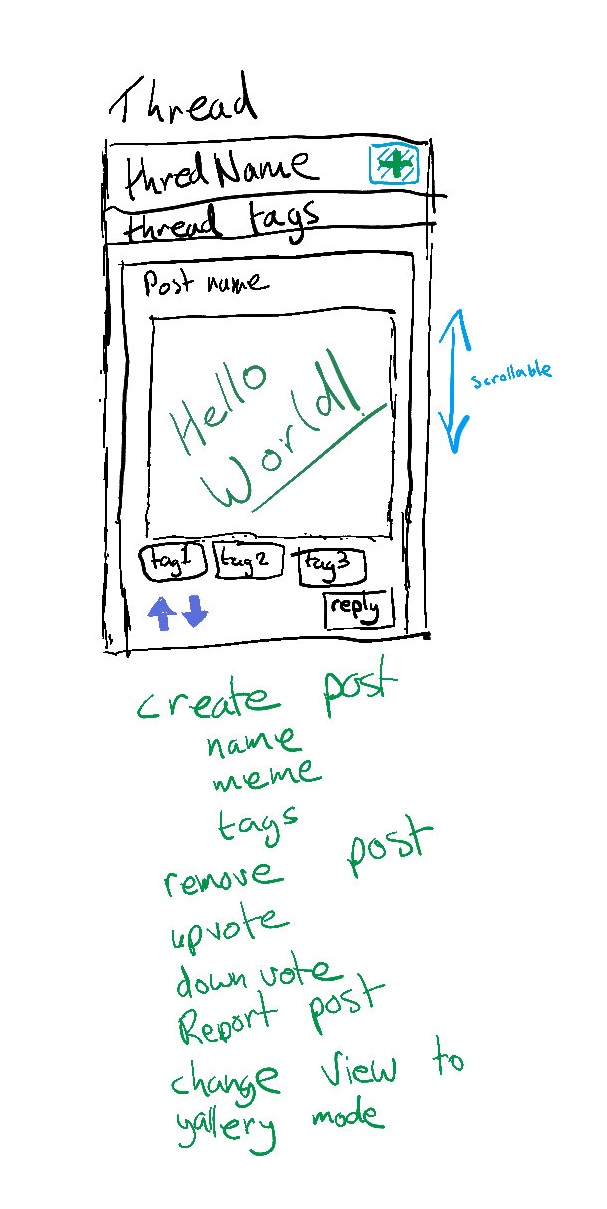 Thread
thredName
thread tags
Post name
Hello
World!
scrollable
tag1 tag2 tag3
reply
create post
name
meme
tags
remove post
upvote
down vote
Report post
change view to
gallery mode